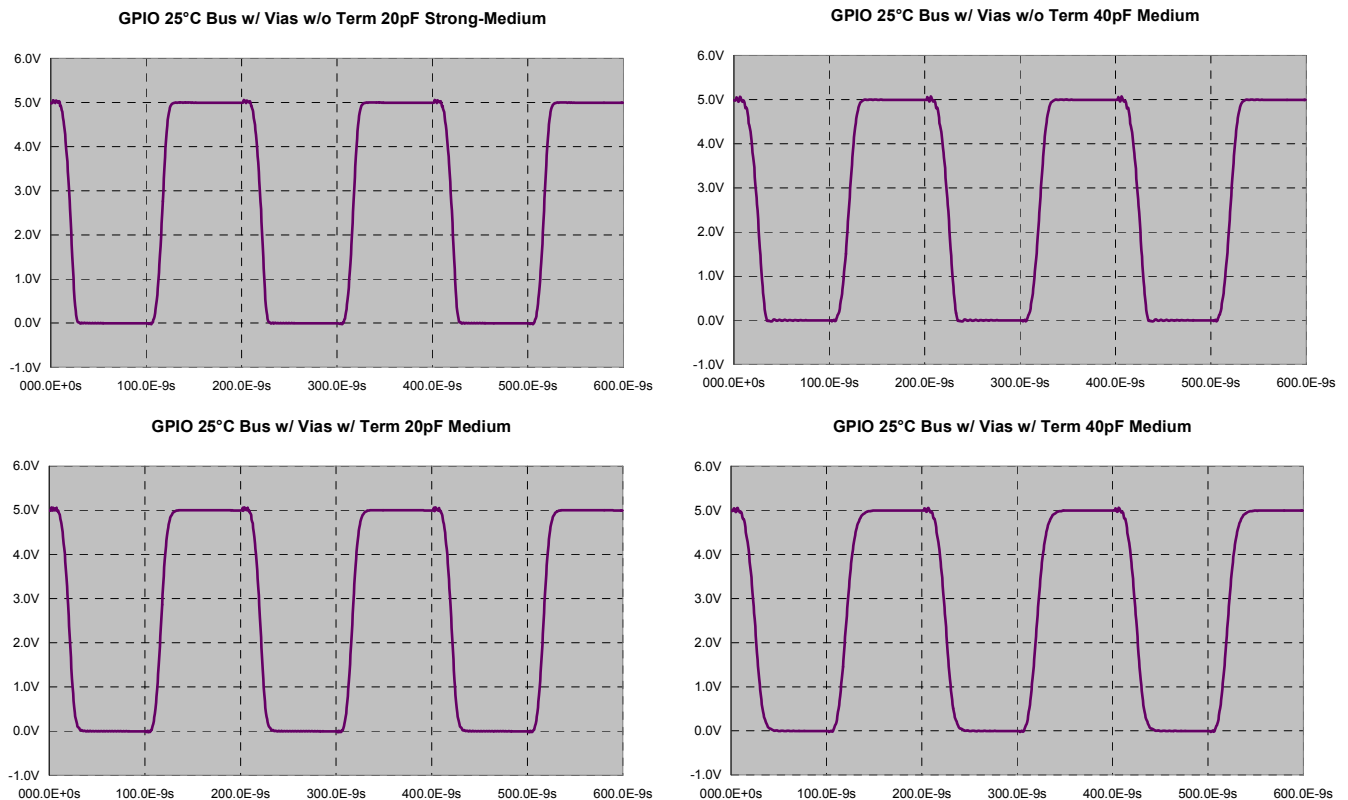 GPIO 25°C Bus w/ Vias w/o Term 20pF Strong-Medium
6.0V
5.0V
4.0V
3.0V
2.0V
1.0V
0.0V
-1.0V
000.0E+0s 100.0E-9s 200.0E-9s 300.0E-9s 400.0E-9s 500.0E-9s 600.0E-9s
GPIO 25°C Bus w/ Vias w/o Term 40pF Medium
6.0V
5.0V
4.0V
3.0V
2.0V
1.0V
0.0V
-1.0V
000.0E+0s 100.0E-9s 200.0E-9s 300.0E-9s 400.0E-9s 500.0E-9s 600.0E-9s
GPIO 25°C Bus w/ Vias w/ Term 20pF Medium
6.0V
5.0V
4.0V
3.0V
2.0V
1.0V
0.0V
-1.0V
000.0E+0s 100.0E-9s 200.0E-9s 300.0E-9s 400.0E-9s 500.0E-9s 600.0E-9s
GPIO 25°C Bus w/ Vias w/ Term 40pF Medium
6.0V
5.0V
4.0V
3.0V
2.0V
1.0V
0.0V
-1.0V
000.0E+0s 100.0E-9s 200.0E-9s 300.0E-9s 400.0E-9s 500.0E-9s 600.0E-9s